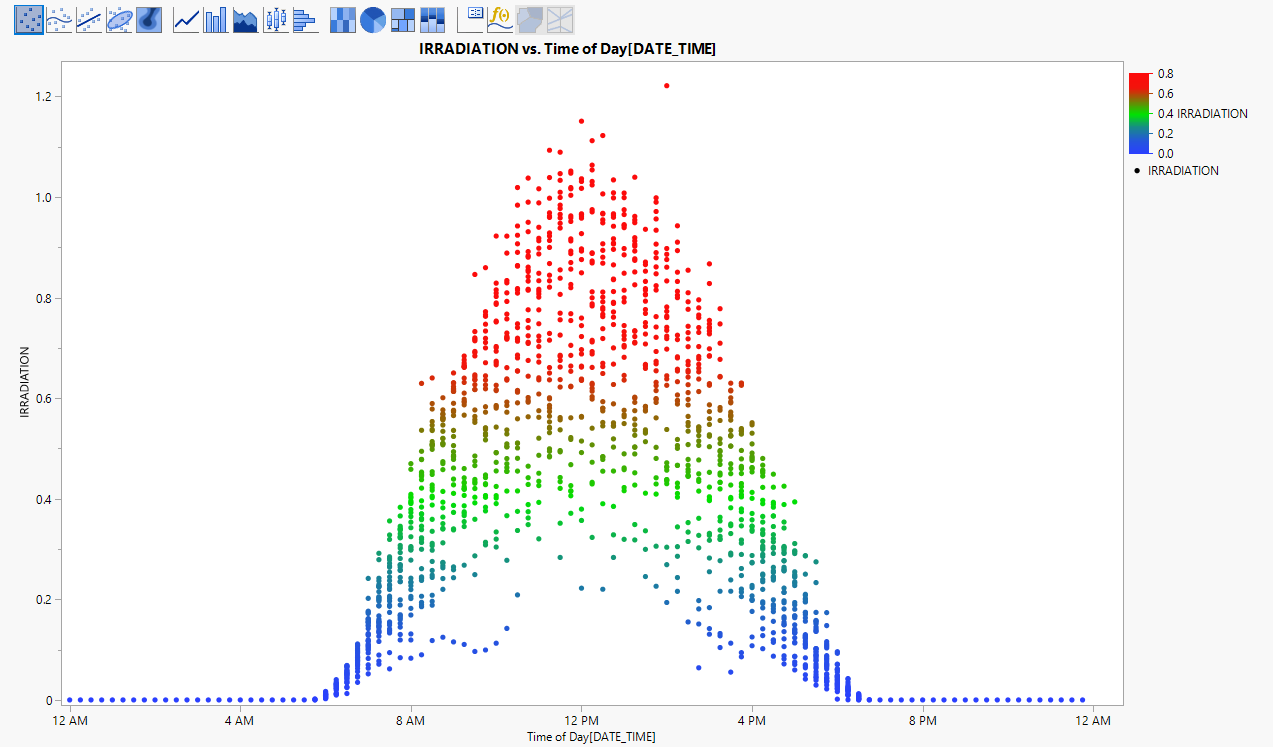 IRRADIATION vs. Time of Day[DATE_TIME]
1.2
1.0
0.8
0.6
0.4
0.2
0
IRRADIATION
12 AM 4 AM 8 AM 12 PM 4 PM 8 PM 12 AM
Time of Day[DATE_TIME]
0.8
0.6
0.4 IRRADIATION
0.2
0.0
IRRADIATION